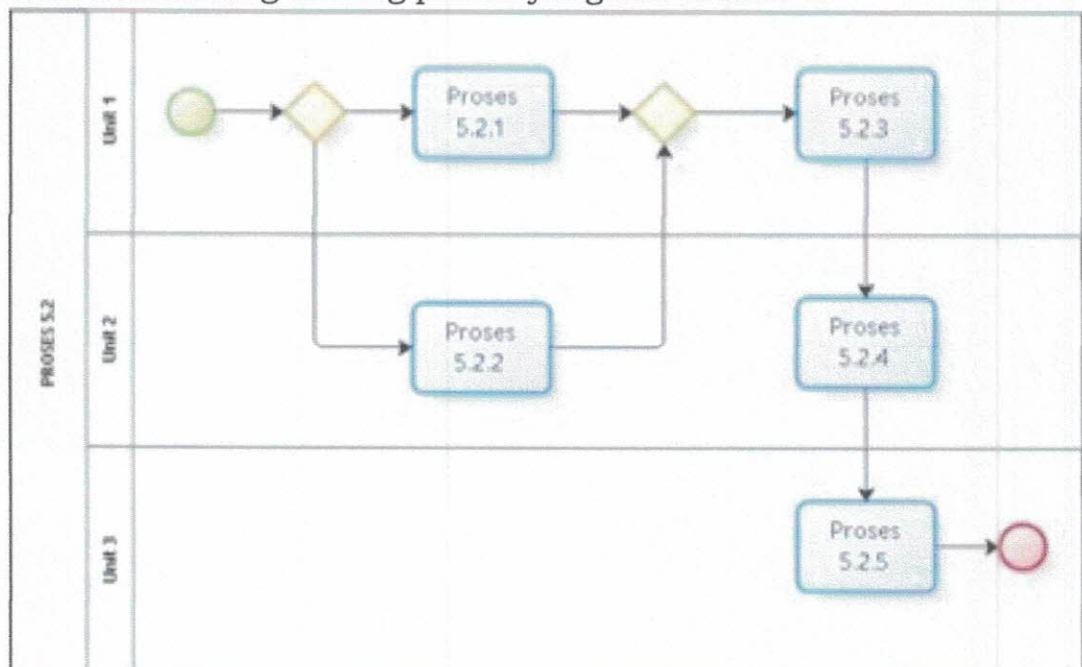 PROSES 5.2
Unit 1
Proses
5.2.1
Proses
5.2.3
Unit 2
Proses
5.2.2
Proses
5.2.4
Unit 3
Proses
5.2.5